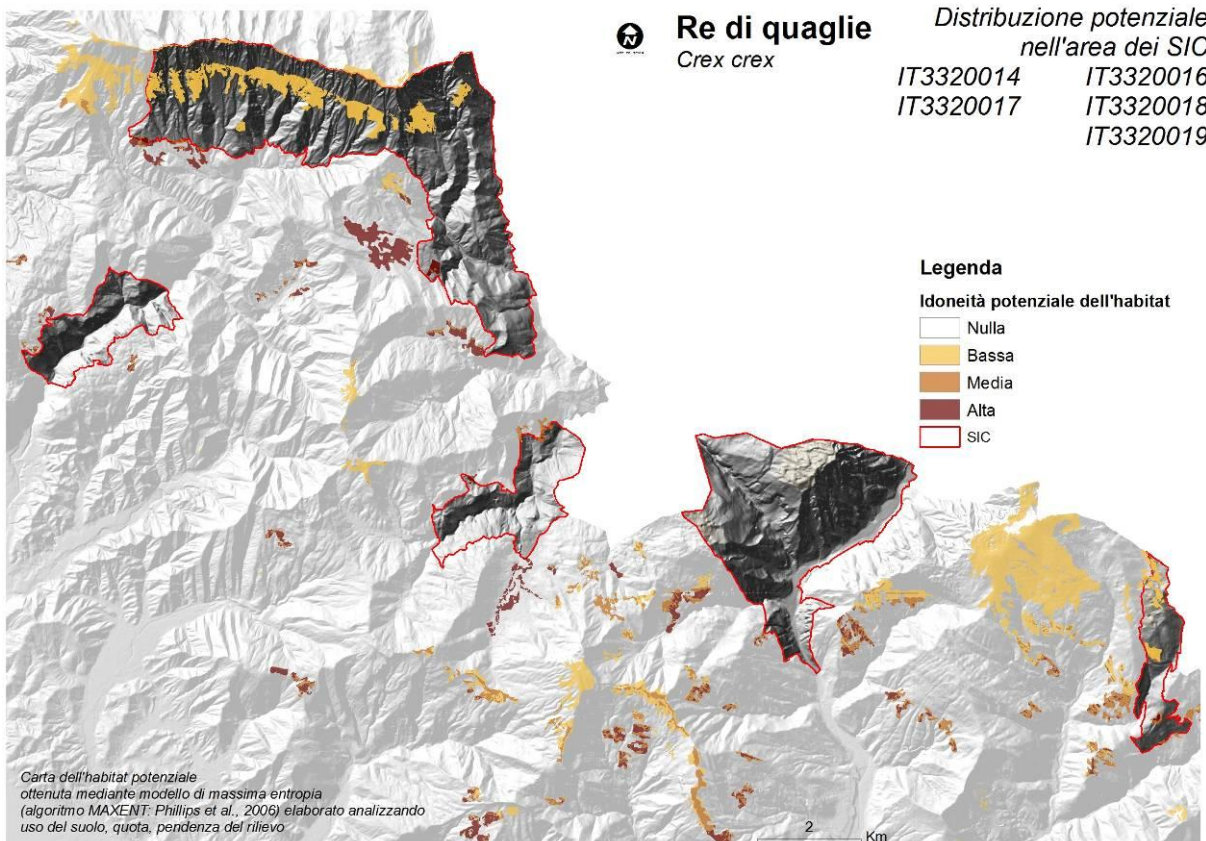 Re di quaglie
Crex crex
Distribuzione potenziale
nell'area dei SIC
IT3320014 IT3320016
IT3320017 IT3320018
IT3320019
N
Legenda
Idoneità potenziale dell'habitat
Nulla
Bassa
Media
Alta
SIC
Carta dell'habitat potenziale
ottenuta mediante modello di massima entropia
(algoritmo MAXENT: Phillips et al., 2006) elaborato analizzando
uso del suolo, quota, pendenza del rilievo
2
Km